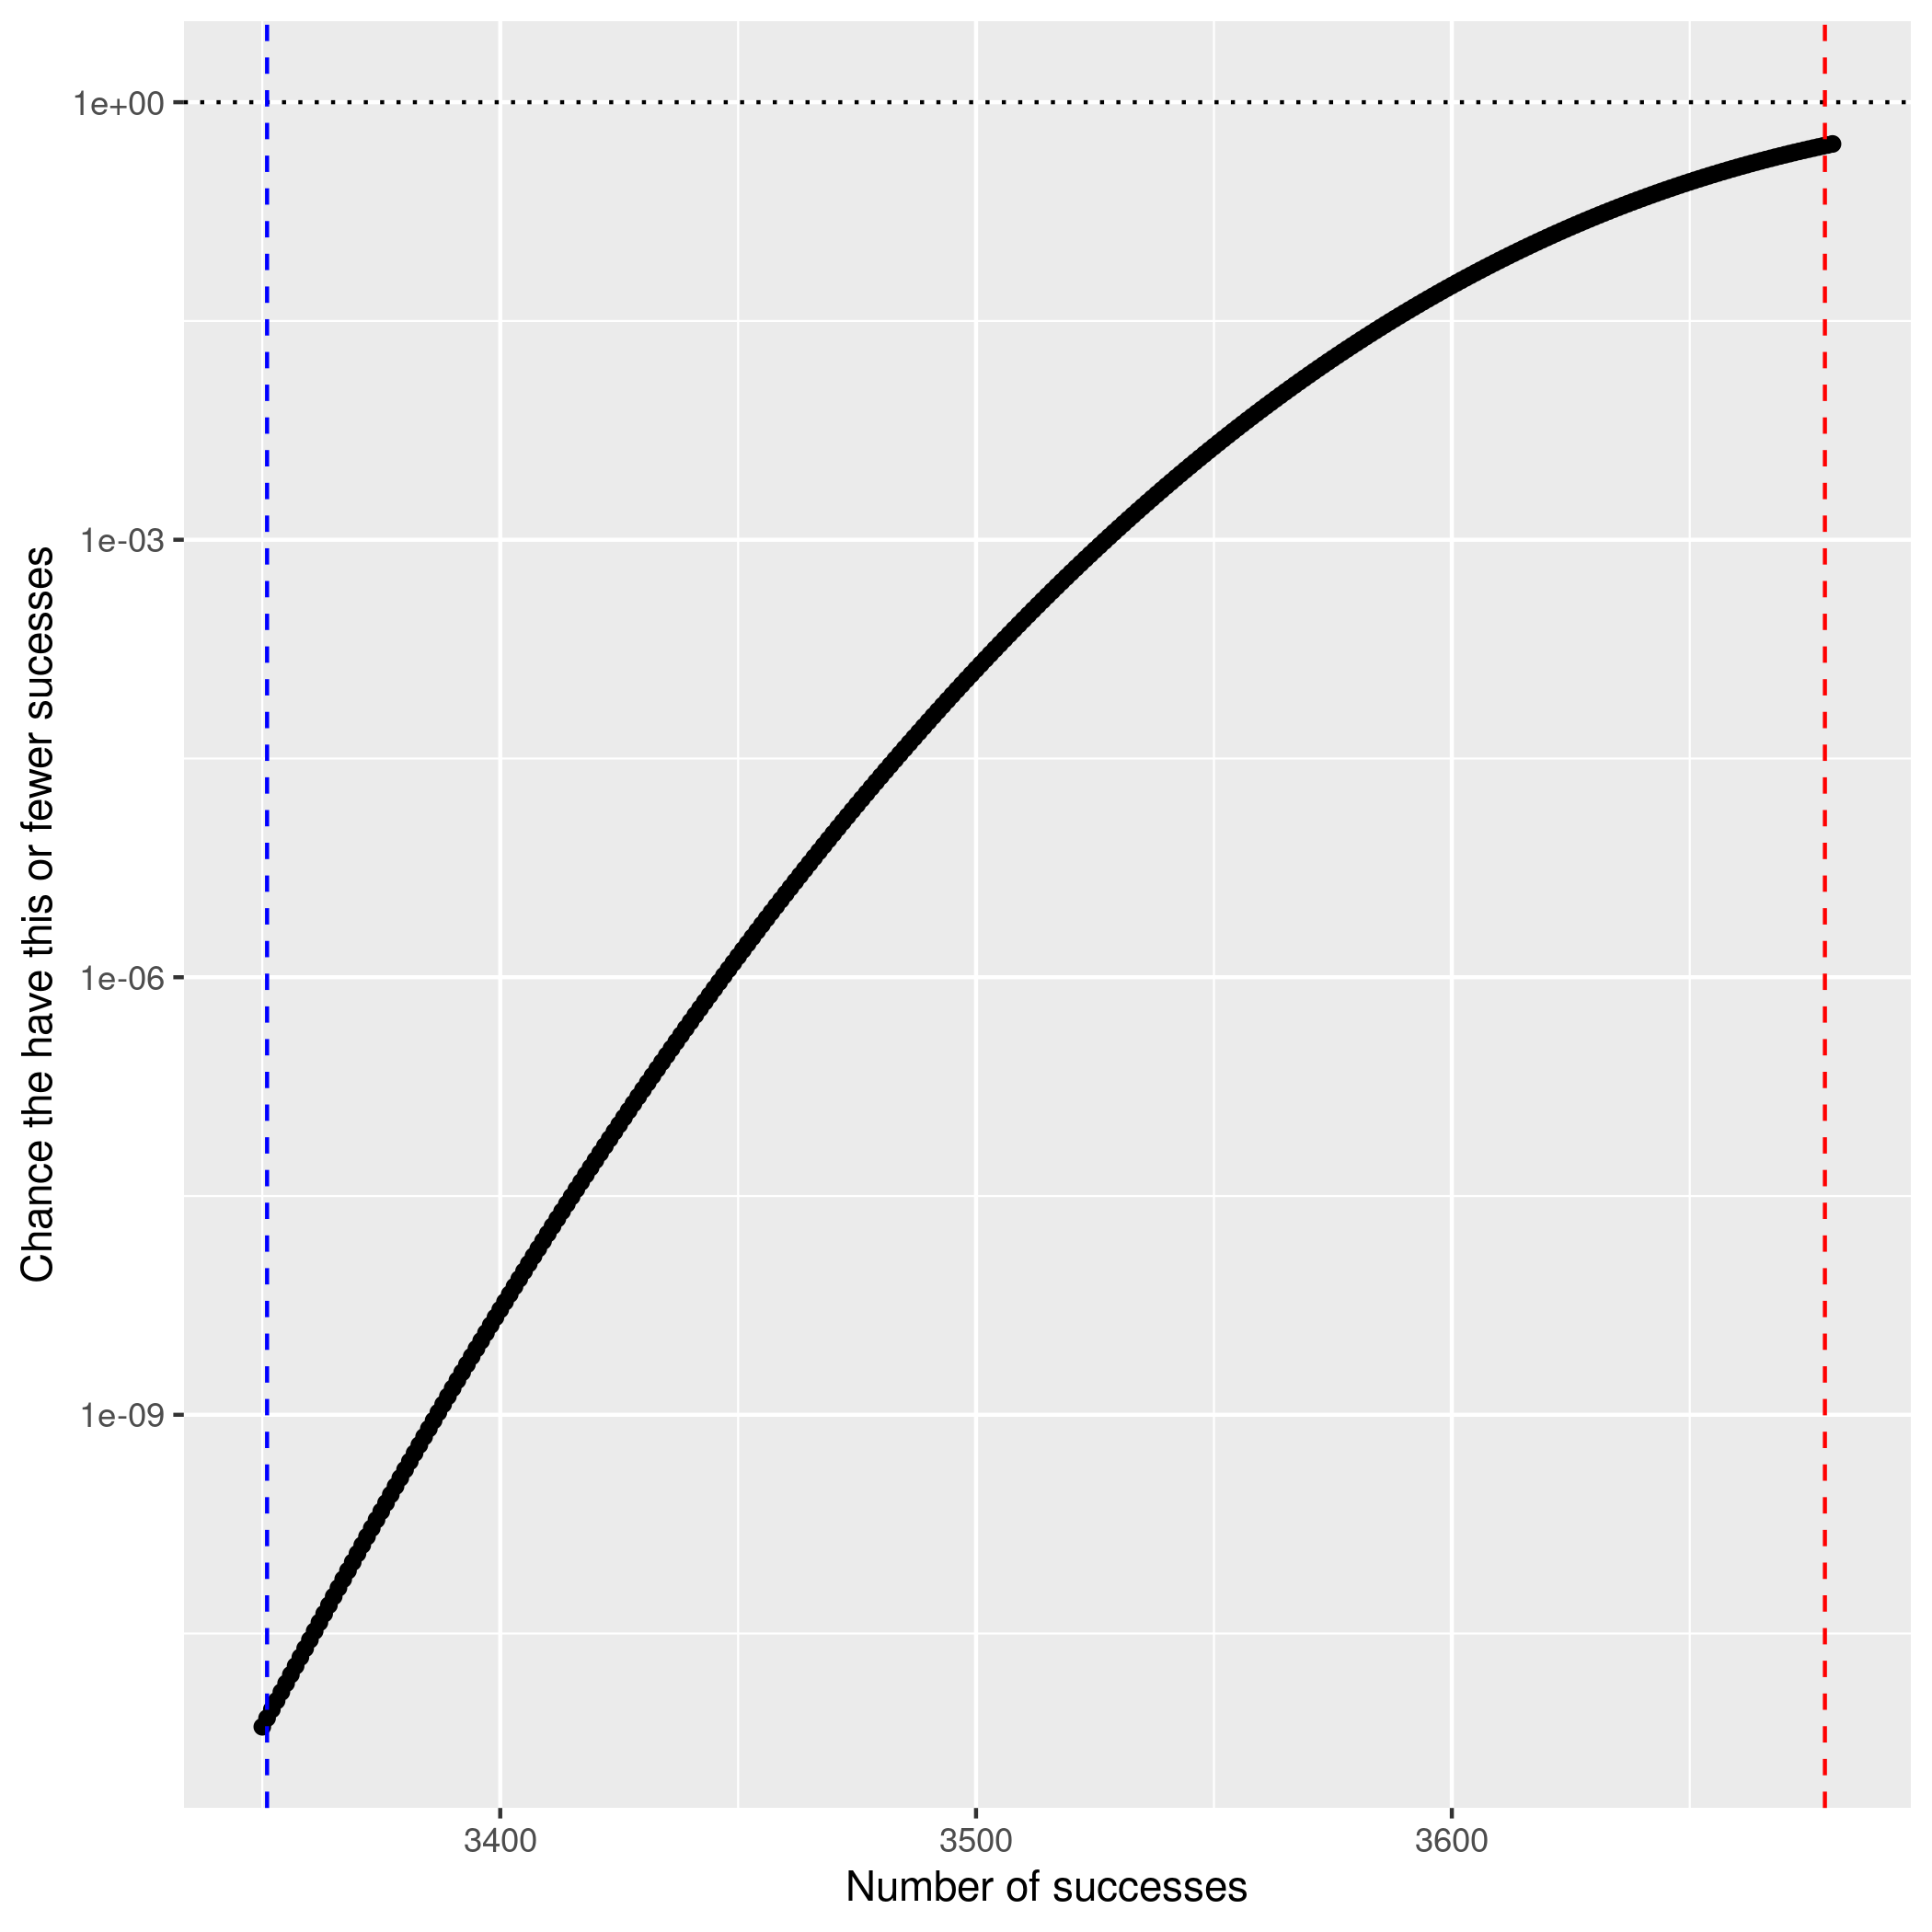 1e+00
1e-03
1e-06
1e-09
Chance the have this or fewer sucesses
3400
3500
3600
Number of successes